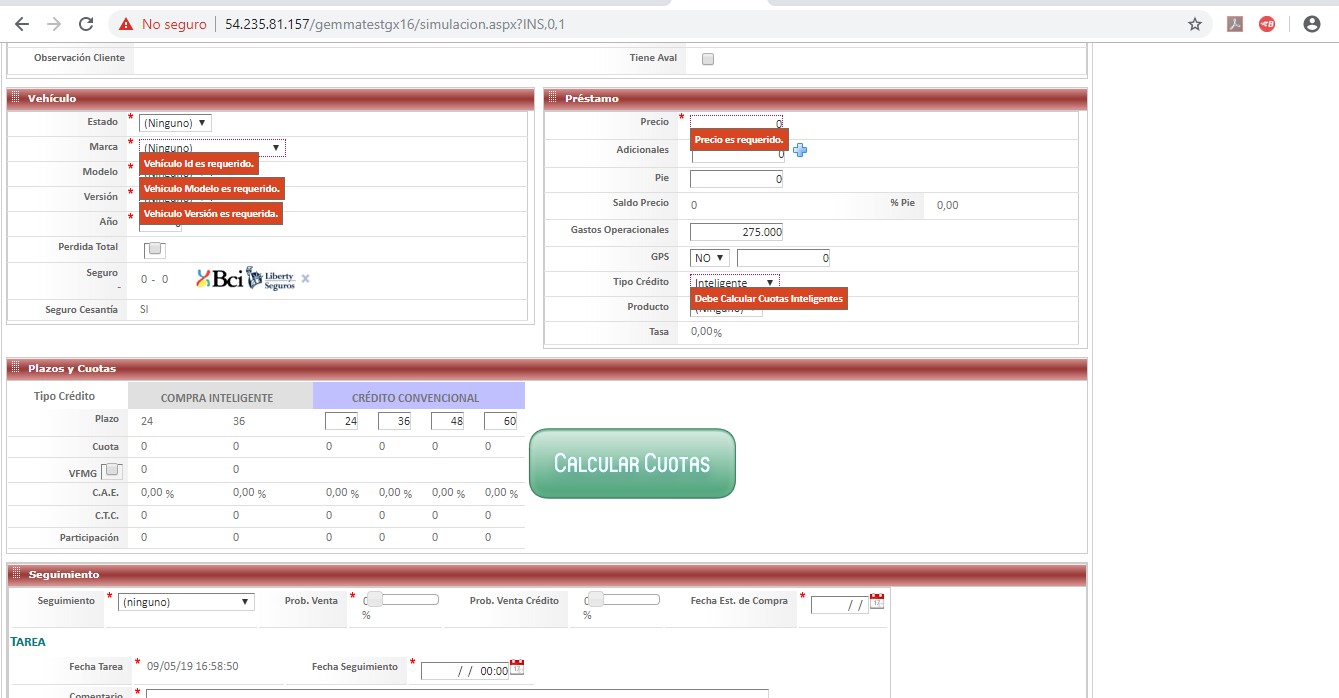 No seguro | 54.235.81.157/gemmatestgx16/simulacion.aspx?INS,0,1
Observación Cliente Tiene Aval
Vehículo
Estado * (Ninguno)
Marca * (Ninguno)
Vehículo Id es requerido.
Modelo *
Vehículo Modelo es requerido.
Versión *
Vehículo Versión es requerida.
Año *
Perdida Total
Seguro - 0 - 0 Bci Liberty Seguros
Seguro Cesantía SI
Préstamo
Precio * 0
Precio es requerido.
Adicionales 0
Pie 0
Saldo Precio 0 % Pie 0,00
Gastos Operacionales 275.000
GPS NO 0
Tipo Crédito Inteligente
Debe Calcular Cuotas Inteligentes
Producto (Ninguno)
Tasa 0,00%
Plazos y Cuotas
Tipo Crédito COMPRA INTELIGENTE CRÉDITO CONVENCIONAL
Plazo 24 36 24 36 48 60
Cuota 0 0 0 0 0 0
VFMG 0 0
C.A.E. 0,00 % 0,00 % 0,00 % 0,00 % 0,00 % 0,00 %
C.T.C. 0 0 0 0 0 0
Participación 0 0 0 0 0 0
CALCULAR CUOTAS
Seguimiento
Seguimiento * (ninguno) Prob. Venta * 0 % Prob. Venta Crédito 0 % Fecha Est. de Compra * / /
TAREA
Fecha Tarea * 09/05/19 16:58:50 Fecha Seguimiento * / / 00:00
Comentario *